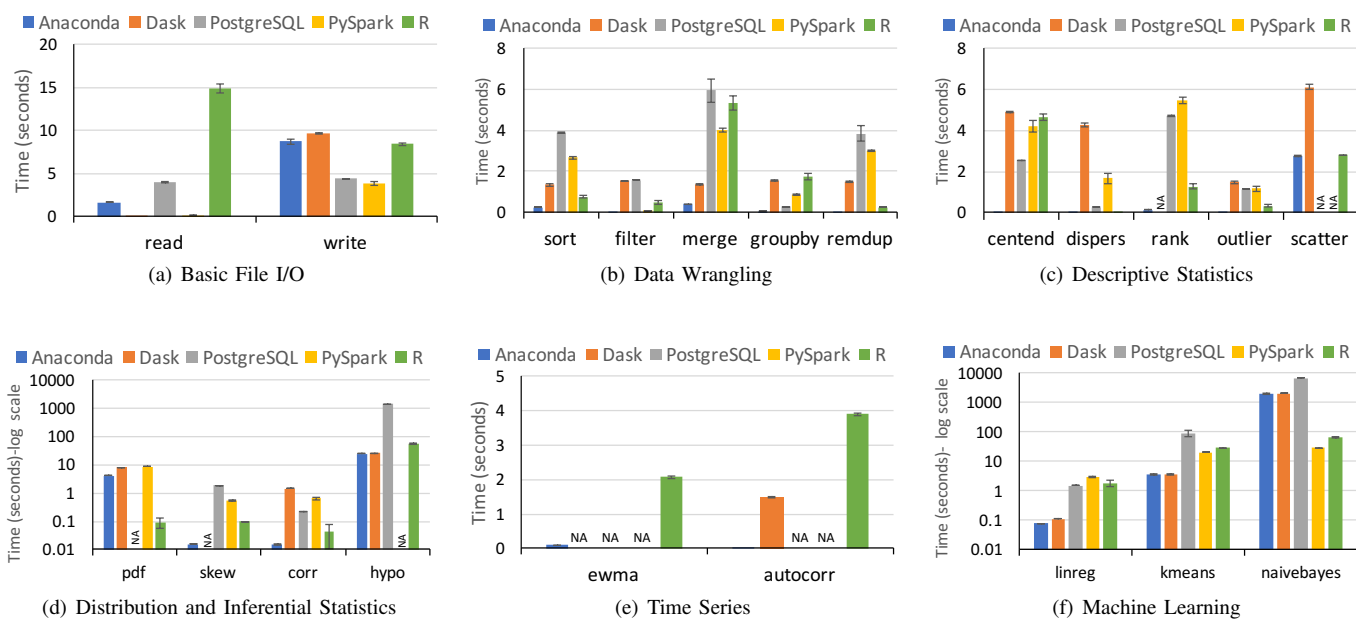 Anaconda Dask PostgreSQL PySpark R
Time (seconds)
20
15
10
5
0
read write
(a) Basic File I/O
Anaconda Dask PostgreSQL PySpark R
Time (seconds)
8
6
4
2
0
sort filter merge groupby remdup
(b) Data Wrangling
Anaconda Dask PostgreSQL PySpark R
Time (seconds)
8
6
4
2
0
NA
NA
NA
centend dispers rank outlier scatter
(c) Descriptive Statistics
Anaconda Dask PostgreSQL PySpark R
Time (seconds)-log scale
10000
1000
100
10
1
0.1
0.01
NA
NA
NA
pdf skew corr hypo
(d) Distribution and Inferential Statistics
Anaconda Dask PostgreSQL PySpark R
Time (seconds)
5
4
3
2
1
0
NA NA NA NA NA
ewma autocorr
(e) Time Series
Anaconda Dask PostgreSQL PySpark R
Time (seconds)- log scale
10000
1000
100
10
1
0.1
0.01
linreg kmeans naivebayes
(f) Machine Learning